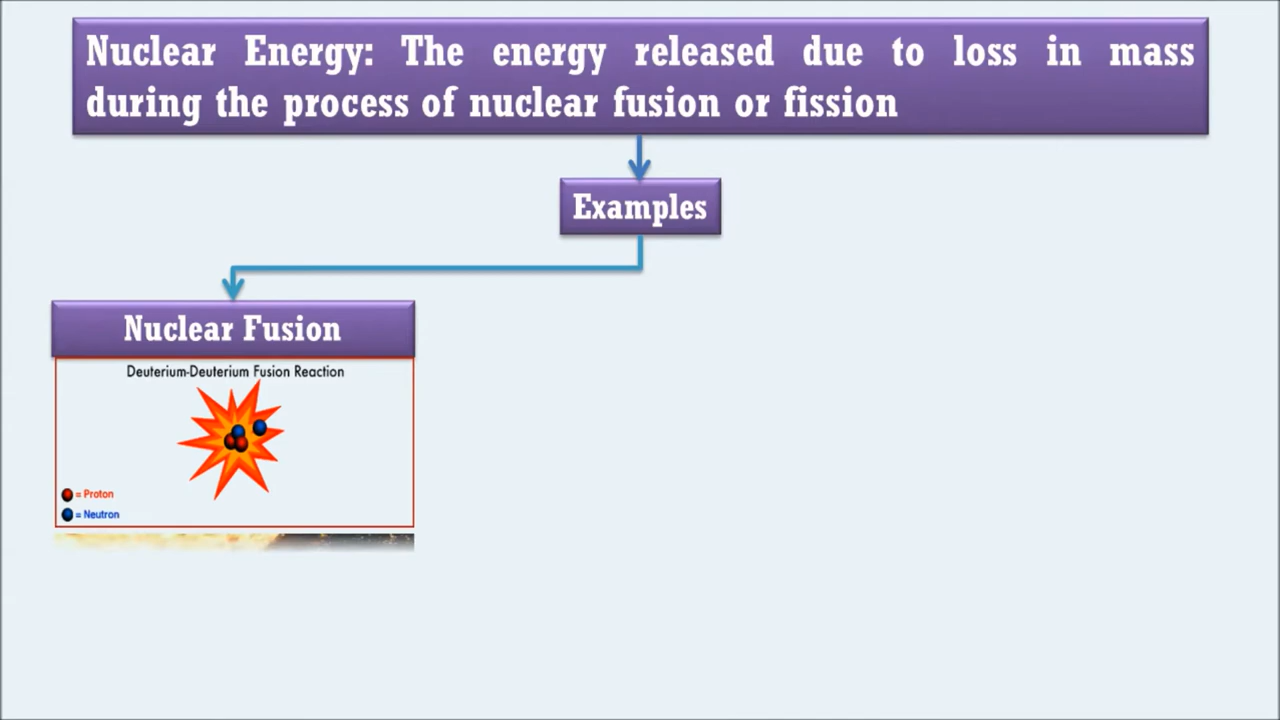 Nuclear Energy: The energy released due to loss in mass
during the process of nuclear fusion or fission
Examples
Nuclear Fusion
Deuterium-Deuterium Fusion Reaction
= Proton
= Neutron